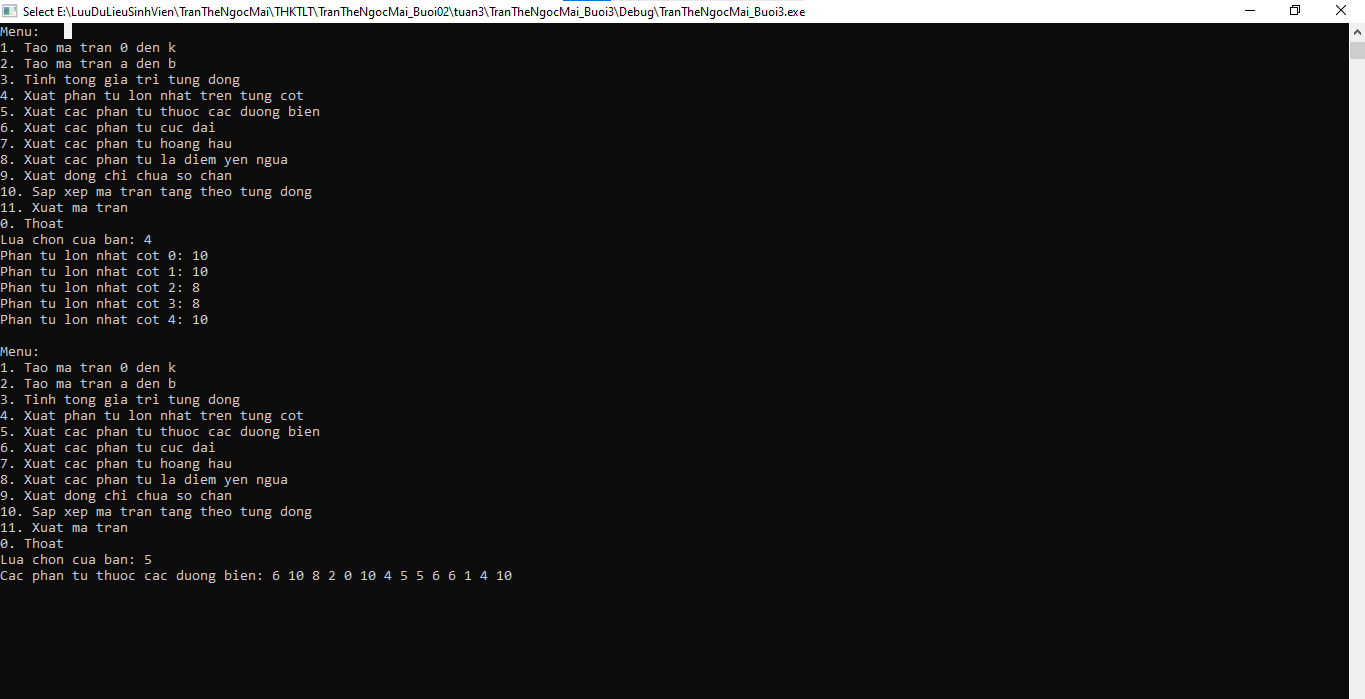 Select E:\LuuDuLieuSinhVien\TranTheNgocMai\THKTLT\TranTheNgocMai_Buoi02\tuan3\TranTheNgocMai_Buoi3\Debug\TranTheNgocMai_Buoi3.exe
Menu:
1. Tao ma tran 0 den k
2. Tao ma tran a den b
3. Tinh tong gia tri tung dong
4. Xuat phan tu lon nhat tren tung cot
5. Xuat cac phan tu thuoc cac duong bien
6. Xuat cac phan tu cuc dai
7. Xuat cac phan tu hoang hau
8. Xuat cac phan tu la diem yen ngua
9. Xuat dong chi chua so chan
10. Sap xep ma tran tang theo tung dong
11. Xuat ma tran
0. Thoat
Lua chon cua ban: 4
Phan tu lon nhat cot 0: 10
Phan tu lon nhat cot 1: 10
Phan tu lon nhat cot 2: 8
Phan tu lon nhat cot 3: 8
Phan tu lon nhat cot 4: 10
Menu:
1. Tao ma tran 0 den k
2. Tao ma tran a den b
3. Tinh tong gia tri tung dong
4. Xuat phan tu lon nhat tren tung cot
5. Xuat cac phan tu thuoc cac duong bien
6. Xuat cac phan tu cuc dai
7. Xuat cac phan tu hoang hau
8. Xuat cac phan tu la diem yen ngua
9. Xuat dong chi chua so chan
10. Sap xep ma tran tang theo tung dong
11. Xuat ma tran
0. Thoat
Lua chon cua ban: 5
Cac phan tu thuoc cac duong bien: 6 10 8 2 0 10 4 5 5 6 6 1 4 10